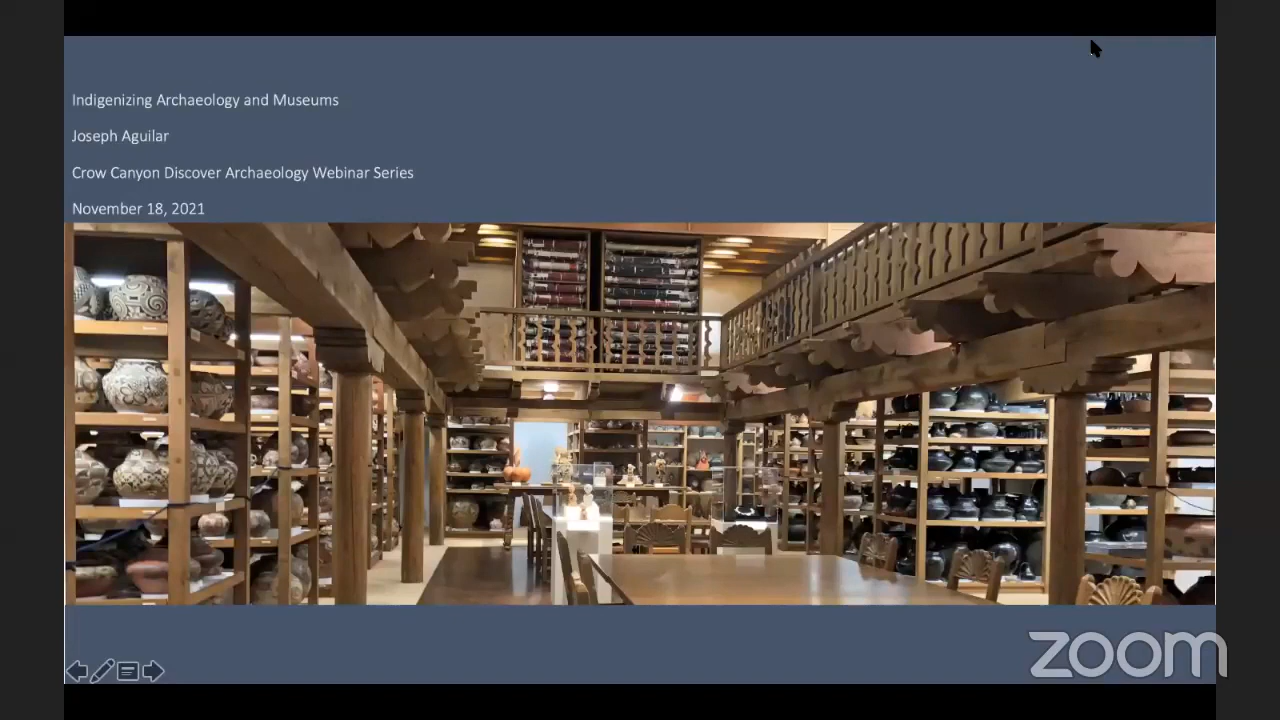 Indigenizing Archaeology and Museums
Joseph Aguilar
Crow Canyon Discover Archaeology Webinar Series
November 18, 2021
zoom